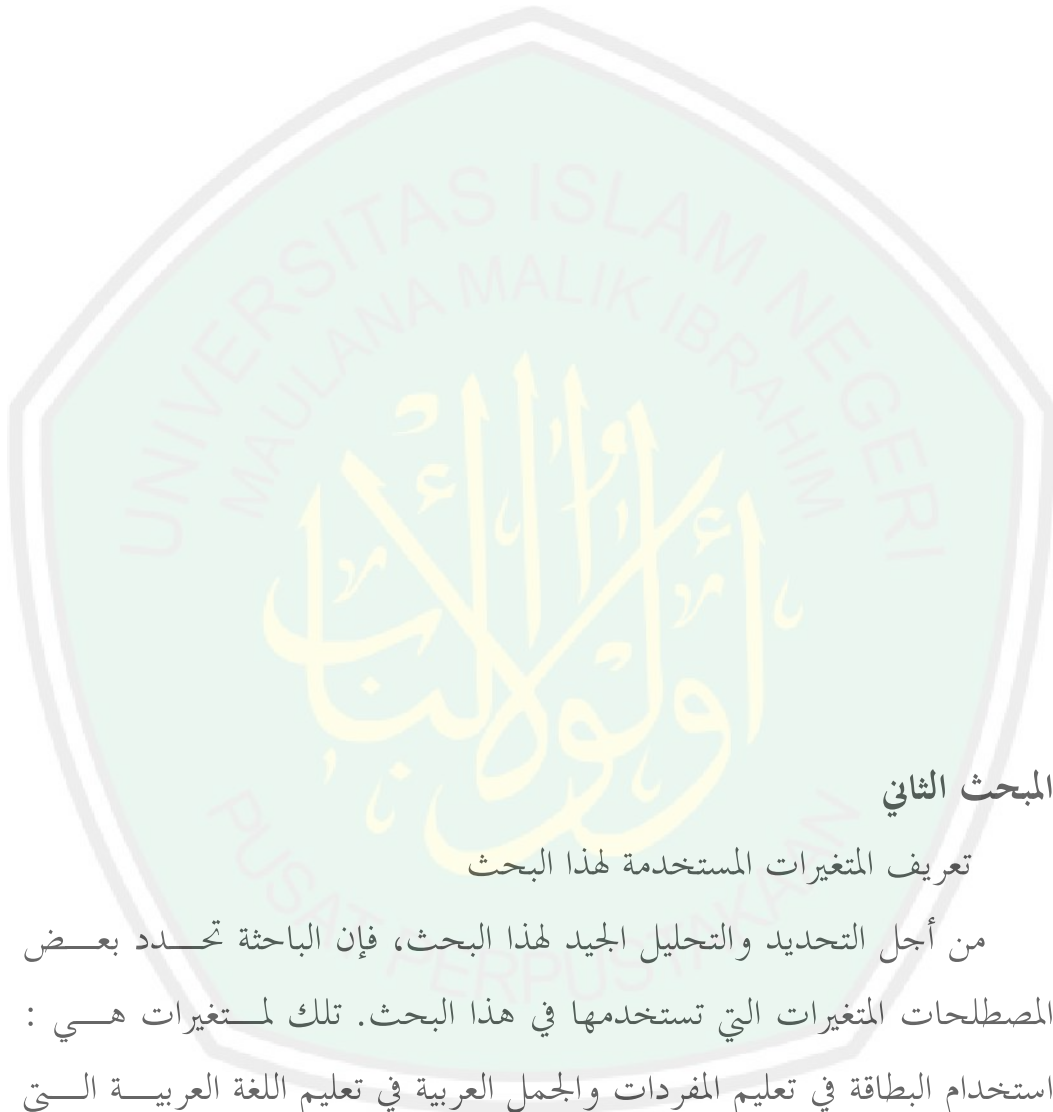 UNIVERSITAS ISLAM NEGERI
MAULANA MALIK IBRAHIM
المبحث الثاني
تعريف المتغيرات المستخدمة لهذا البحث
من أجل التحديد والتحليل الجيد لهذا البحث، فإن الباحثة تحدد بعض
المصطلحات المتغيرات التي تستخدمها في هذا البحث. تلك لمتغيرات هي :
استخدام البطاقة في تعليم المفردات والجمل العربية في تعليم اللغة العربية التي
PUSAT PERPUSTAKAAN